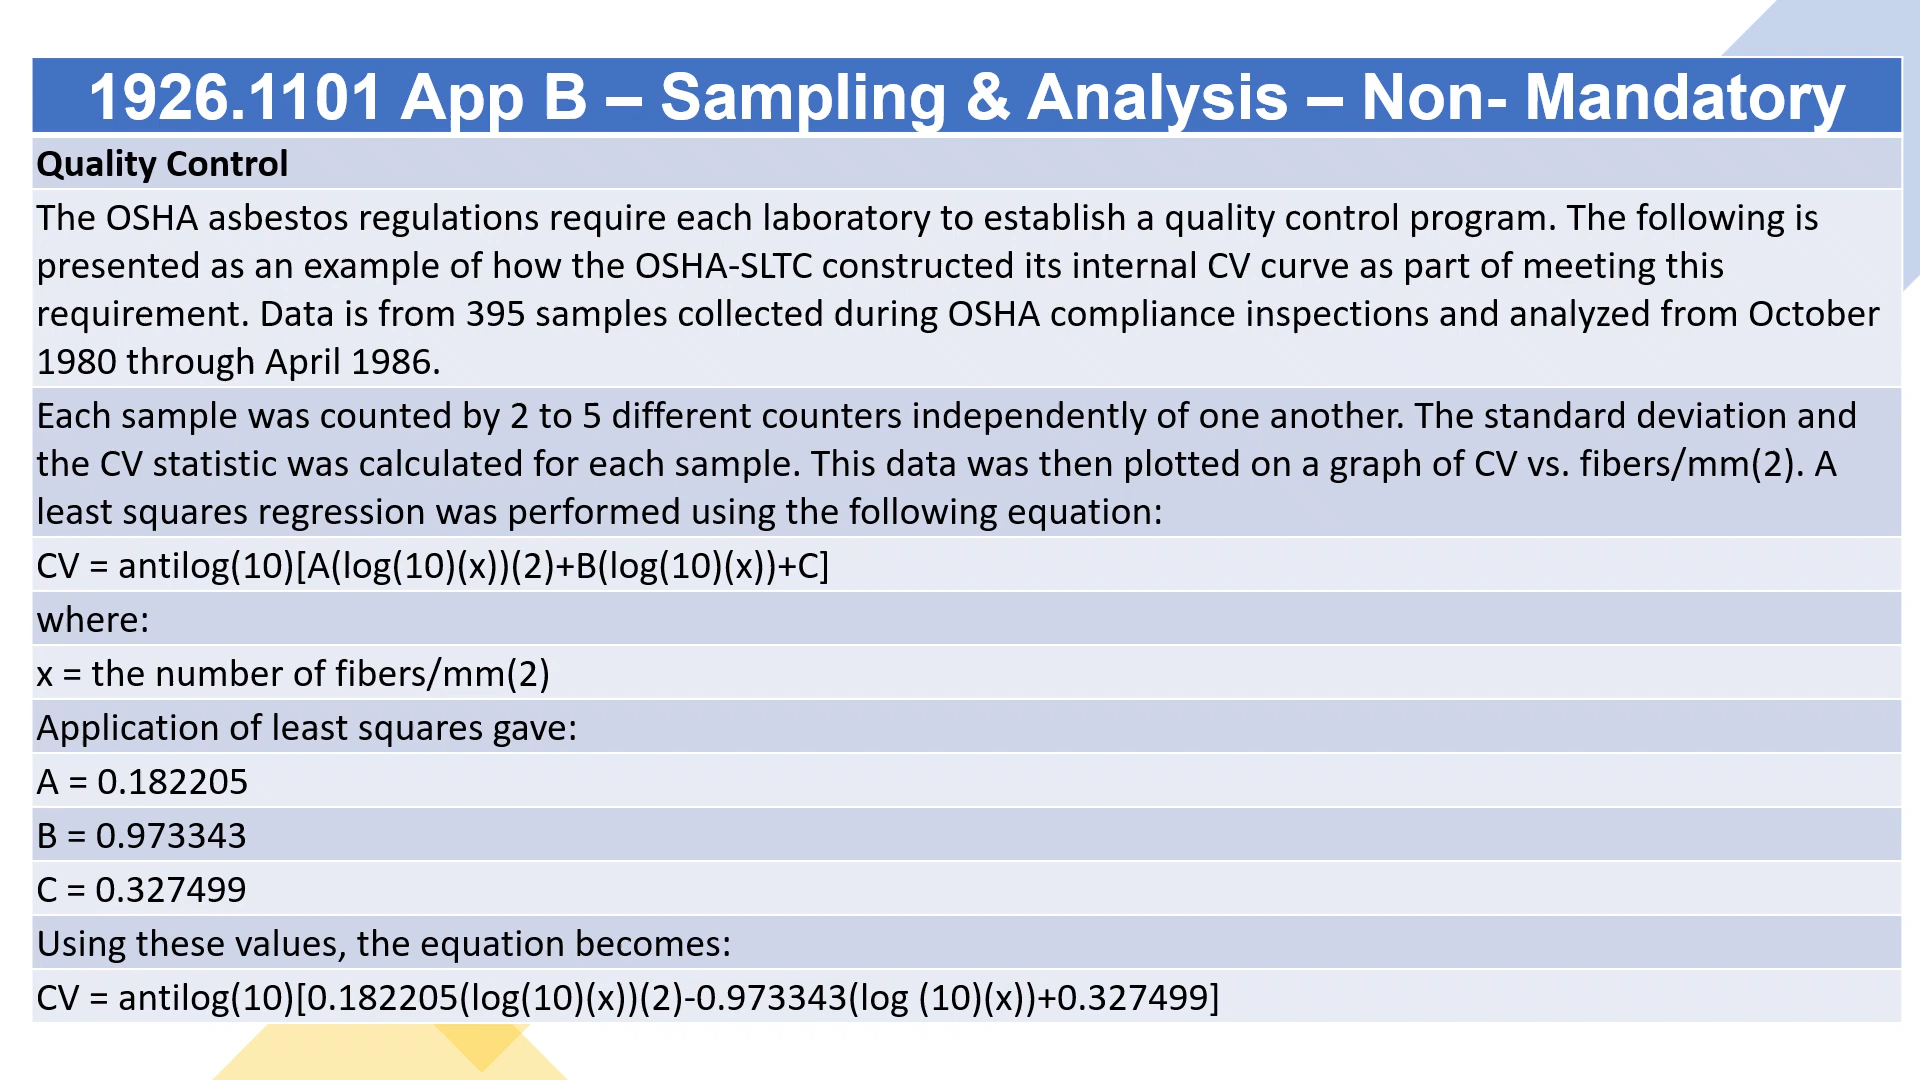 1926.1101 App B – Sampling & Analysis – Non- Mandatory
Quality Control
The OSHA asbestos regulations require each laboratory to establish a quality control program. The following is
presented as an example of how the OSHA-SLTC constructed its internal CV curve as part of meeting this
requirement. Data is from 395 samples collected during OSHA compliance inspections and analyzed from October
1980 through April 1986.
Each sample was counted by 2 to 5 different counters independently of one another. The standard deviation and
the CV statistic was calculated for each sample. This data was then plotted on a graph of CV vs. fibers/mm(2). A
least squares regression was performed using the following equation:
CV = antilog(10)[A(log(10)(x))(2)+B(log(10)(x))+C]
where:
x = the number of fibers/mm(2)
Application of least squares gave:
A = 0.182205
B = 0.973343
C = 0.327499
Using these values, the equation becomes:
CV = antilog(10)[0.182205(log(10)(x))(2)-0.973343(log (10)(x))+0.327499]